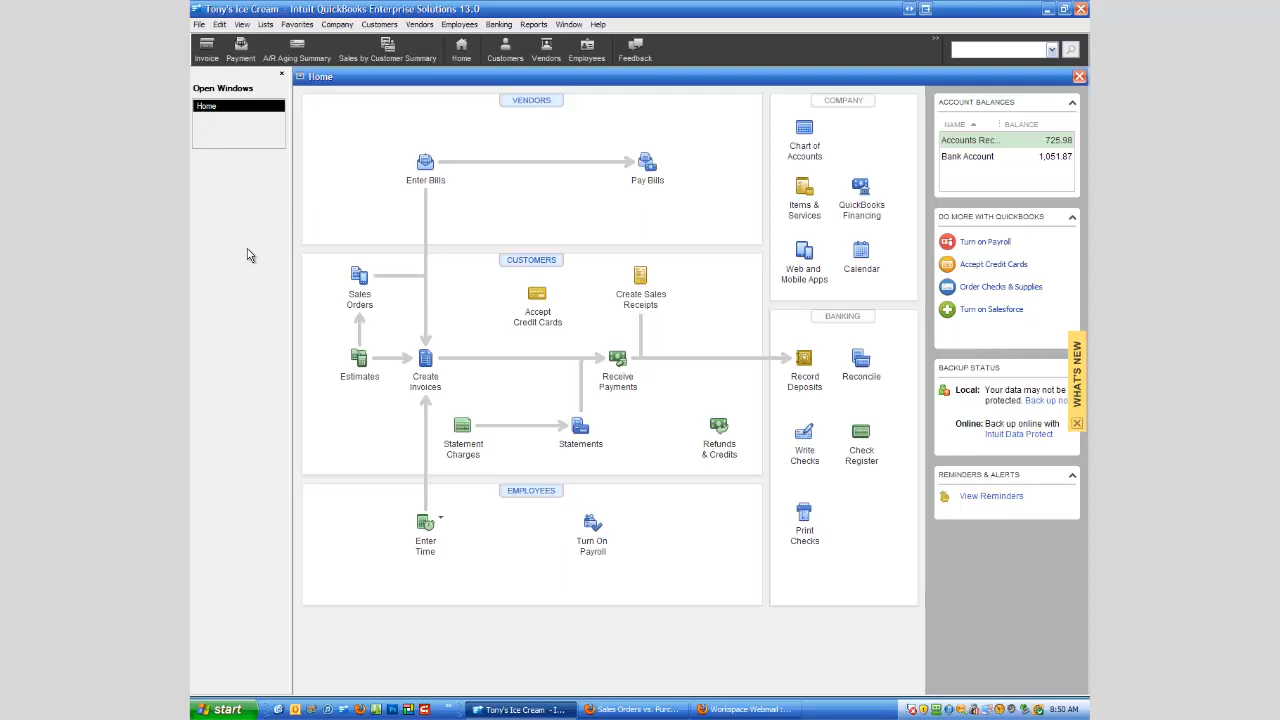 Tony's Ice Cream - Intuit QuickBooks Enterprise Solutions 13.0
File Edit View Lists Favorites Company Customers Vendors Employees Banking Reports Window Help
Invoice Payment A/R Aging Summary Sales by Customer Summary Home Customers Vendors Employees Feedback
Open Windows
Home
Home
VENDORS
Enter Bills
Pay Bills
CUSTOMERS
Sales
Orders
Accept
Credit Cards
Create Sales
Receipts
Estimates
Create
Invoices
Receive
Payments
Statement
Charges
Statements
Refunds
& Credits
EMPLOYEES
Enter
Time
Turn On
Payroll
COMPANY
Chart of
Accounts
Items &
Services
QuickBooks
Financing
Web and
Mobile Apps
Calendar
BANKING
Record
Deposits
Reconcile
Write
Checks
Check
Register
Print
Checks
ACCOUNT BALANCES
NAME BALANCE
Accounts Rec... 725.98
Bank Account 1,051.87
DO MORE WITH QUICKBOOKS
Turn on Payroll
Accept Credit Cards
Order Checks & Supplies
Turn on Salesforce
WHAT'S NEW
BACKUP STATUS
Local: Your data may not be
protected. Back up no
Online: Back up online with
Intuit Data Protect
REMINDERS & ALERTS
View Reminders
start
Tony's Ice Cream - I...
Sales Orders vs. Purc...
Workspace Webmail :...
8:50 AM